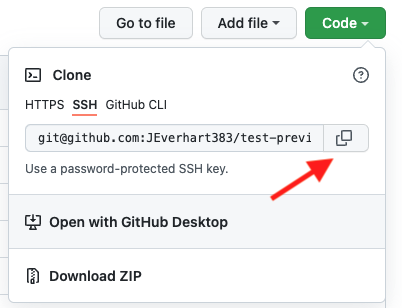 Go to file Add file Code
Clone
HTTPS SSH GitHub CLI
git@github.com:JEverhart383/test-previ
Use a password-protected SSH key.
Open with GitHub Desktop
Download ZIP